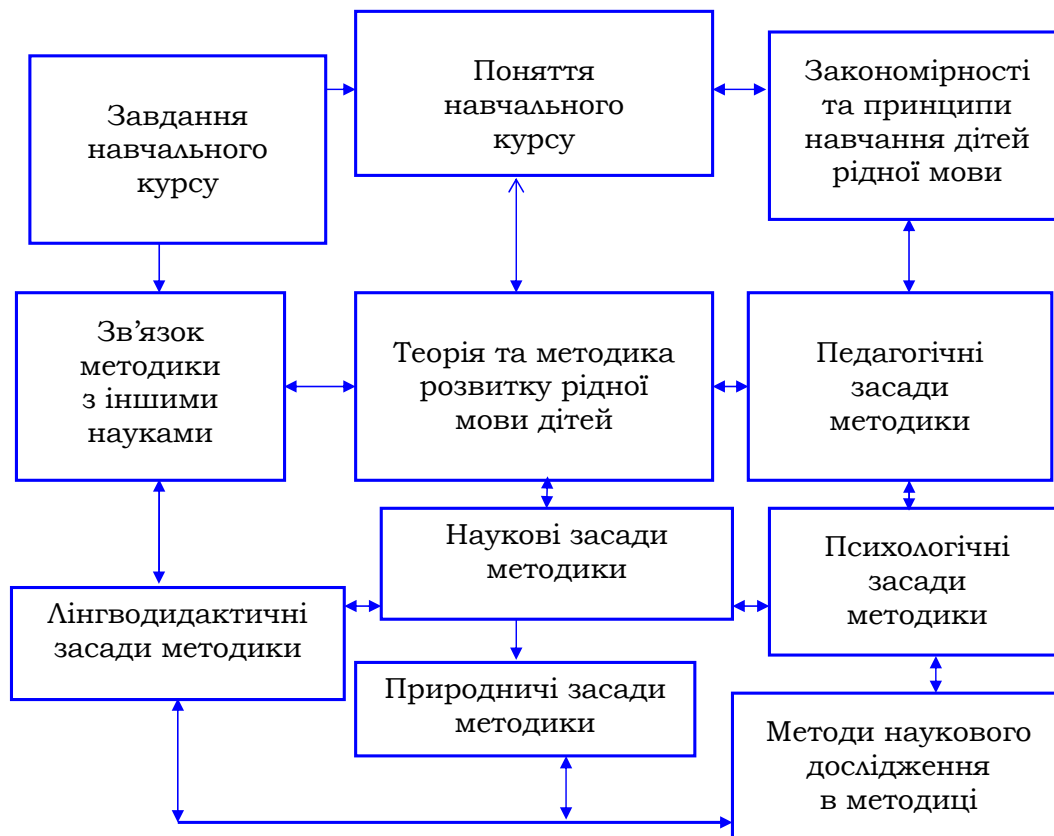 Завдання
навчального
курсу
Поняття
навчального
курсу
Закономірності
та принципи
навчання дітей
рідної мови
Зв’язок
методики
з іншими
науками
Теорія та методика
розвитку рідної
мови дітей
Педагогічні
засади
методики
Наукові засади
методики
Психологічні
засади
методики
Лінгводидактичні
засади методики
Природничі засади
методики
Методи наукового
дослідження
в методиці